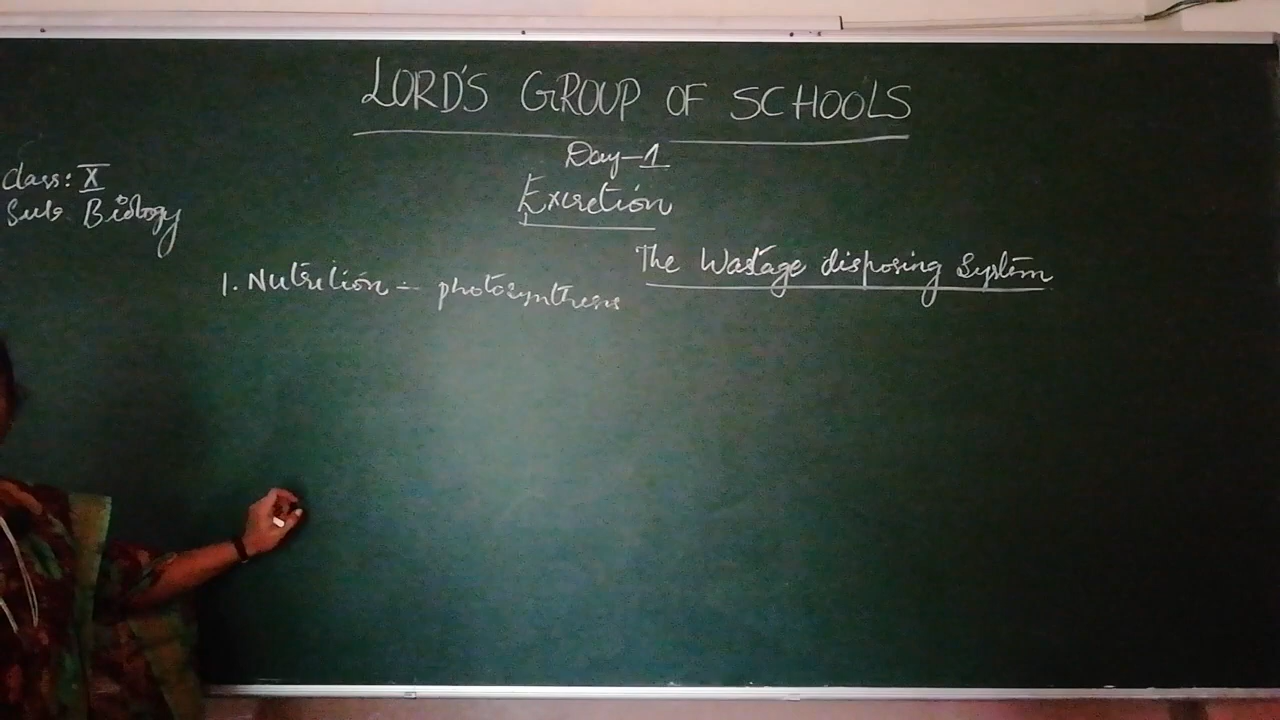 LORD'S GROUP OF SCHOOLS
Day-1
Class: X
Sub: Biology
Excretion
The Wastage disposing System
1. Nutrition :- photosynthesis